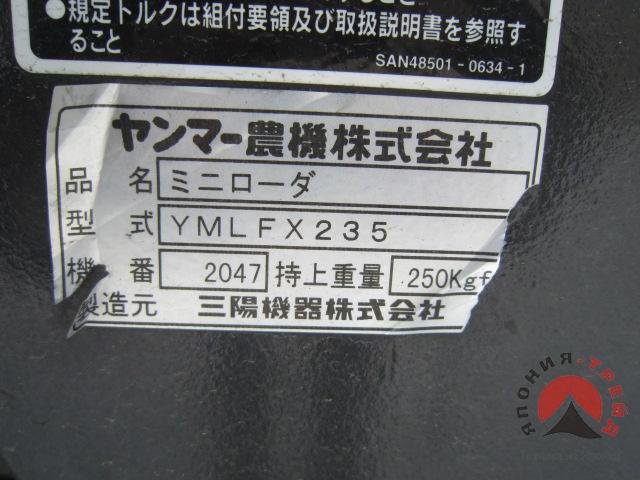 ●規定トルクは組付要領及び取扱説明書を参照す
ること
SAN48501-0634-1
ヤンマー農機株式会社
品名 ミニローダ
型式 YMLFX235
機番 2047 持上重量 250Kgf
製造元 三陽機器株式会社
ЯПОНИЯ-ТРЕЙД